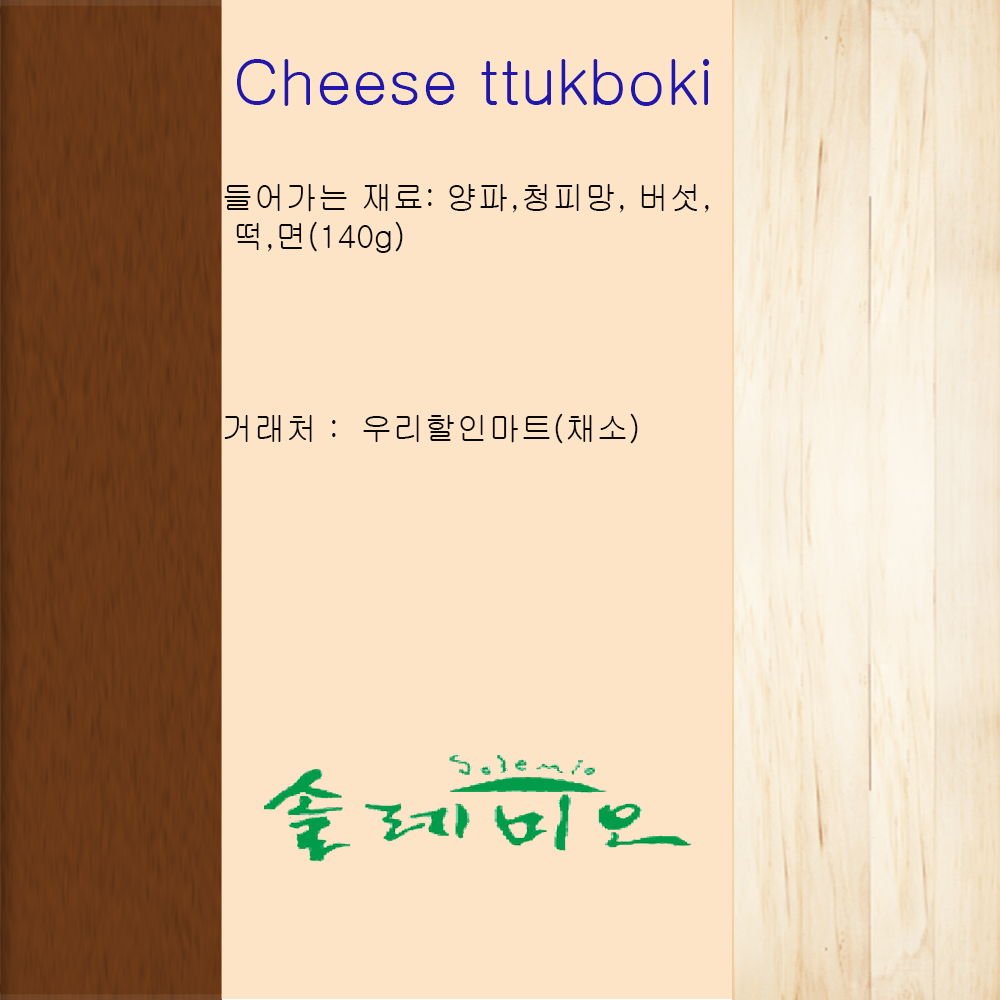 Cheese ttukboki
들어가는 재료: 양파,청피망, 버섯,
떡,면(140g)
거래처 : 우리할인마트(채소)
Solemio
솔레미오